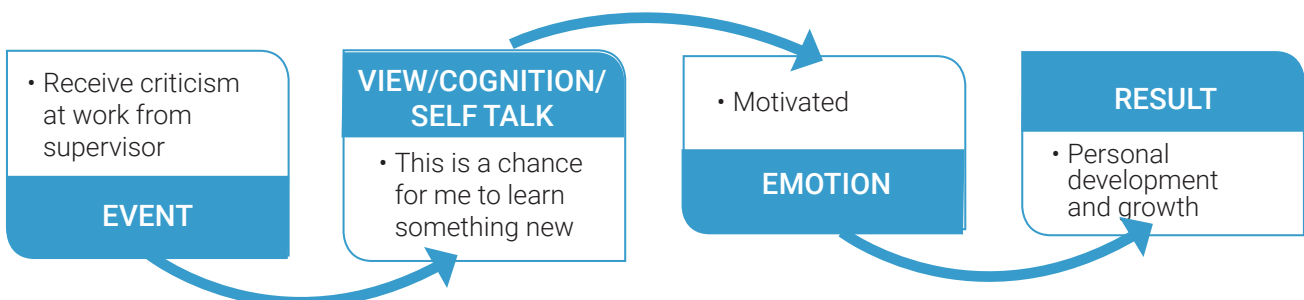 • Receive criticism
at work from
supervisor
EVENT
VIEW/COGNITION/
SELF TALK
• This is a chance
for me to learn
something new
• Motivated
EMOTION
RESULT
• Personal
development
and growth